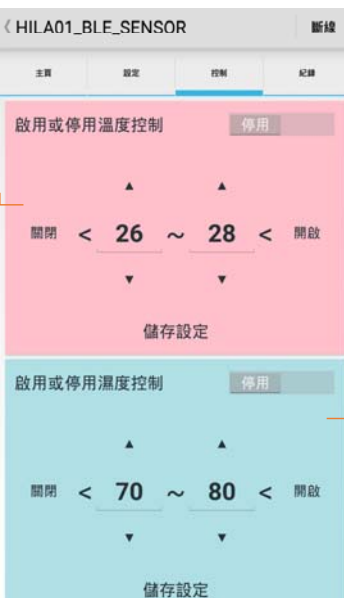 《 HILA01_BLE_SENSOR 斷線
主頁 設定 控制 紀錄
啟用或停用溫度控制 停用
▲ ▲
關閉 < 26 ~ 28 < 開啟
▼ ▼
儲存設定
啟用或停用濕度控制 停用
▲ ▲
關閉 < 70 ~ 80 < 開啟
▼ ▼
儲存設定